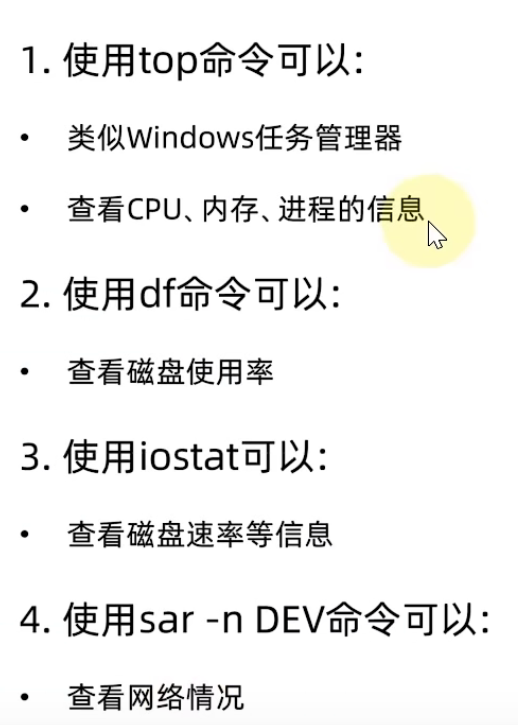 1. 使用top命令可以:
• 类似Windows任务管理器
• 查看CPU、内存、进程的信息
2. 使用df命令可以:
• 查看磁盘使用率
3. 使用iostat可以:
• 查看磁盘速率等信息
4. 使用sar -n DEV命令可以:
• 查看网络情况